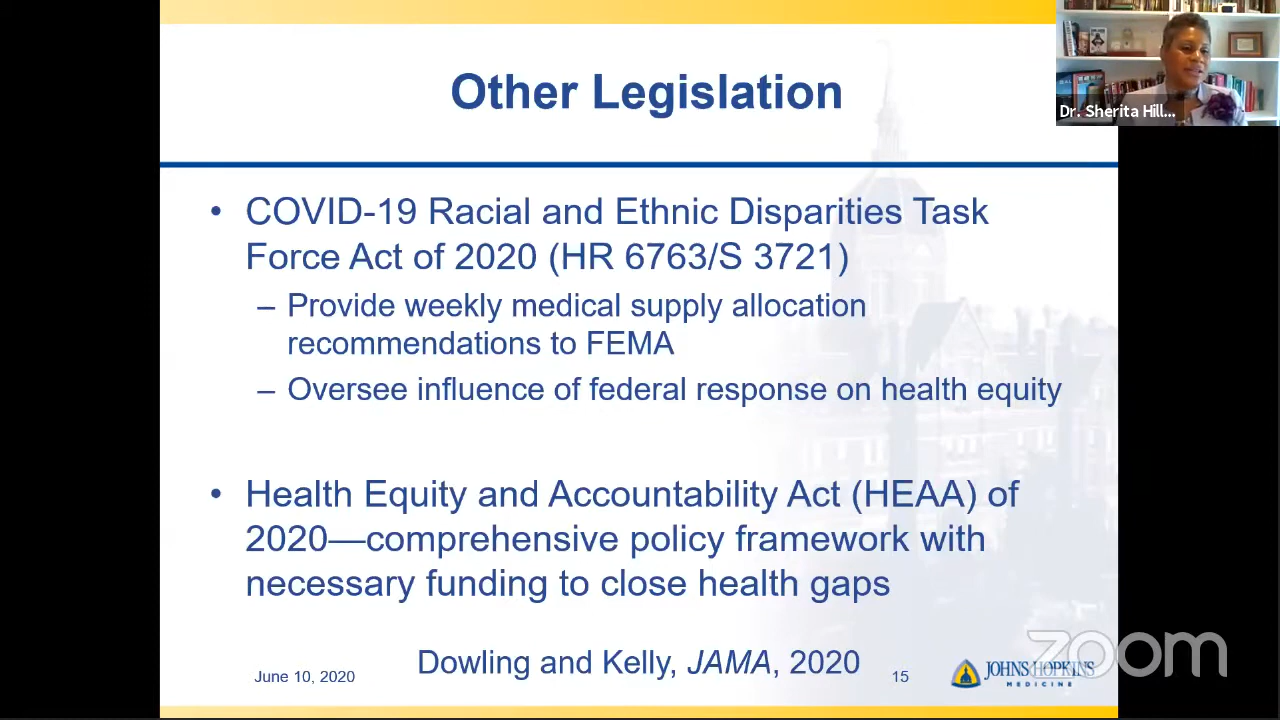 Other Legislation
Dr. Sherita Hill...
• COVID-19 Racial and Ethnic Disparities Task
Force Act of 2020 (HR 6763/S 3721)
– Provide weekly medical supply allocation
recommendations to FEMA
– Oversee influence of federal response on health equity
• Health Equity and Accountability Act (HEAA) of
2020—comprehensive policy framework with
necessary funding to close health gaps
Dowling and Kelly, JAMA, 2020
June 10, 2020
15
JOHNS HOPKINS
MEDICINE
zoom